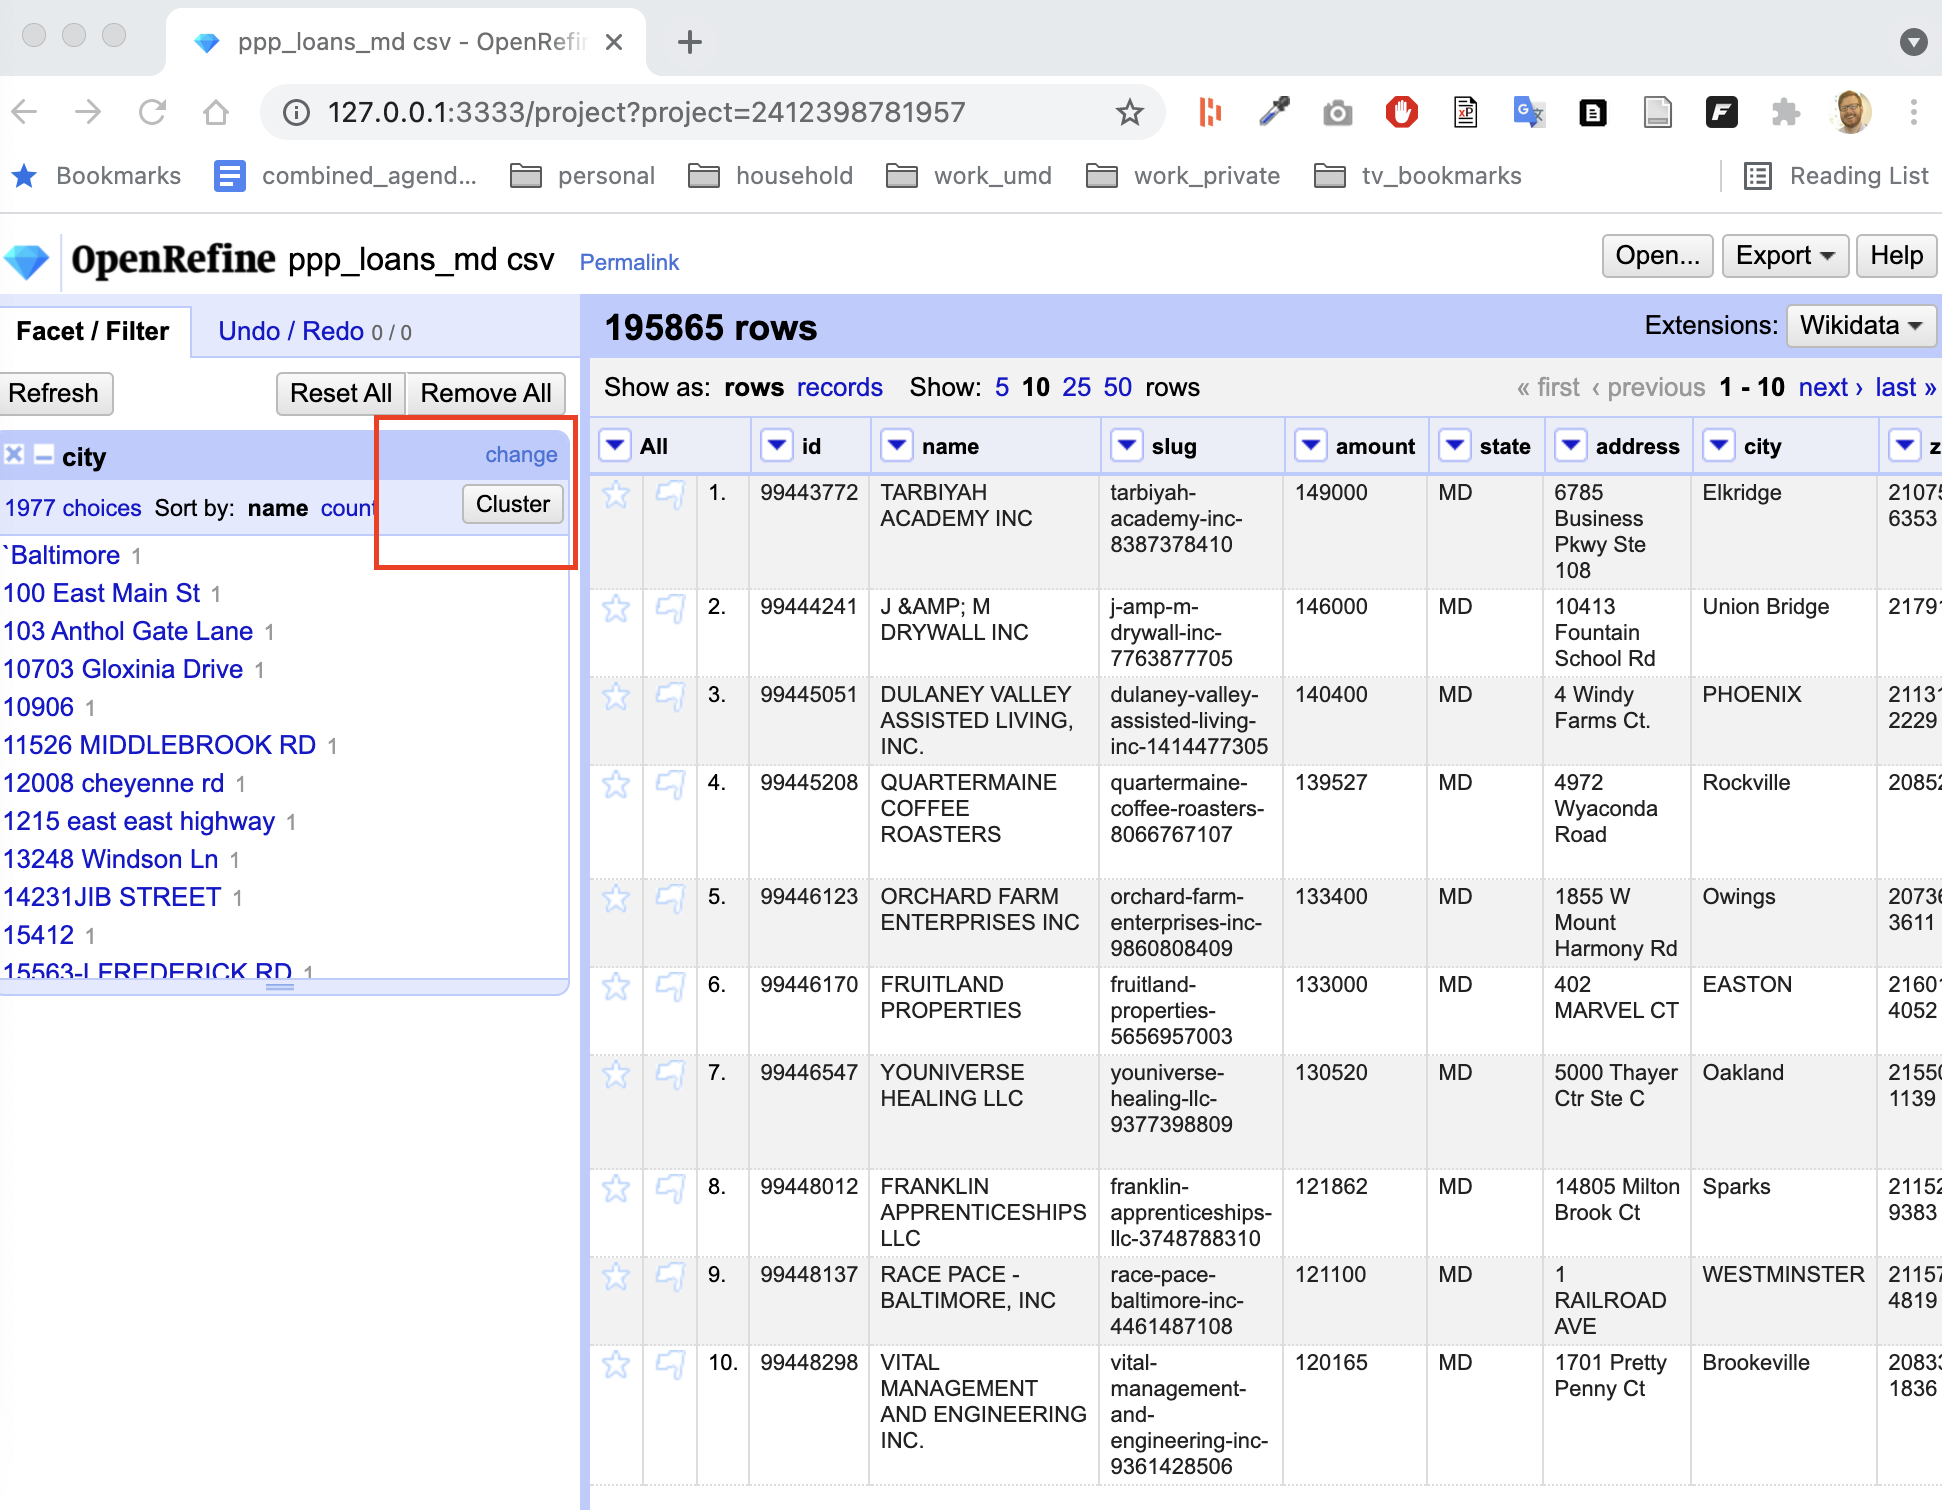 ppp_loans_md csv - OpenRefin
127.0.0.1:3333/project?project=2412398781957
Bookmarks combined_agend... personal household work_umd work_private tv_bookmarks Reading List
OpenRefine ppp_loans_md csv Permalink Open... Export Help
Facet / Filter Undo / Redo 0 / 0
Refresh Reset All Remove All
city change
1977 choices Sort by: name count Cluster
`Baltimore 1
100 East Main St 1
103 Anthol Gate Lane 1
10703 Gloxinia Drive 1
10906 1
11526 MIDDLEBROOK RD 1
12008 cheyenne rd 1
1215 east east highway 1
13248 Windson Ln 1
14231JIB STREET 1
15412 1
15563-I FREDERICK RD 1
195865 rows Extensions: Wikidata
Show as: rows records Show: 5 10 25 50 rows « first ‹ previous 1 - 10 next › last »
All id name slug amount state address city z
1. 99443772 TARBIYAH tarbiyah- 149000 MD 6785 Elkridge 21075
ACADEMY INC academy-inc- Business 6353
8387378410 Pkwy Ste
108
2. 99444241 J &AMP; M j-amp-m- 146000 MD 10413 Union Bridge 21791
DRYWALL INC drywall-inc- Fountain
7763877705 School Rd
3. 99445051 DULANEY VALLEY dulaney-valley- 140400 MD 4 Windy PHOENIX 21131
ASSISTED LIVING, assisted-living- Farms Ct. 2229
INC. inc-1414477305
4. 99445208 QUARTERMAINE quartermaine- 139527 MD 4972 Rockville 20852
COFFEE coffee-roasters- Wyaconda
ROASTERS 8066767107 Road
5. 99446123 ORCHARD FARM orchard-farm- 133400 MD 1855 W Owings 20736
ENTERPRISES INC enterprises-inc- Mount 3611
9860808409 Harmony Rd
6. 99446170 FRUITLAND fruitland- 133000 MD 402 EASTON 21601
PROPERTIES properties- MARVEL CT 4052
5656957003
7. 99446547 YOUNIVERSE youniverse- 130520 MD 5000 Thayer Oakland 21550
HEALING LLC healing-llc- Ctr Ste C 1139
9377398809
8. 99448012 FRANKLIN franklin- 121862 MD 14805 Milton Sparks 21152
APPRENTICESHIPS apprenticeships- Brook Ct 9383
LLC llc-3748788310
9. 99448137 RACE PACE - race-pace- 121100 MD 1 WESTMINSTER 21157
BALTIMORE, INC baltimore-inc- RAILROAD 4819
4461487108 AVE
10. 99448298 VITAL vital- 120165 MD 1701 Pretty Brookeville 20833
MANAGEMENT management- Penny Ct 1836
AND ENGINEERING and-
INC. engineering-inc-
9361428506